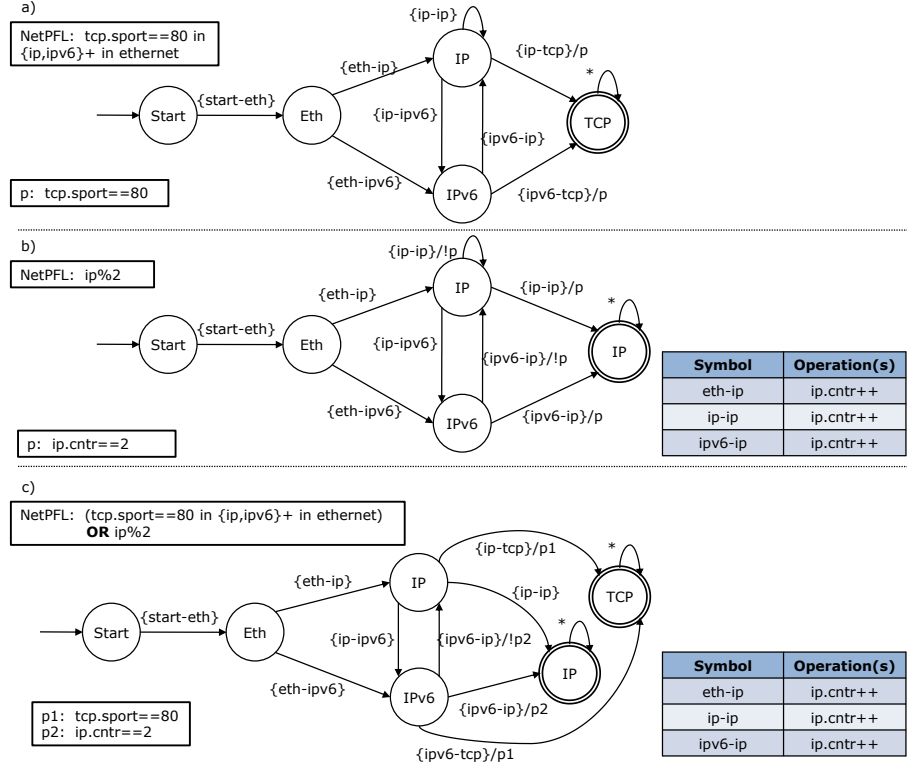 a)
NetPFL: tcp.sport==80 in
{ip,ipv6}+ in ethernet
{ip-ip}
IP
{ip-tcp}/p
*
{eth-ip}
{start-eth}
Start
Eth
{ip-ipv6}
{ipv6-ip}
TCP
{eth-ipv6}
IPv6
{ipv6-tcp}/p
p: tcp.sport==80
b)
NetPFL: ip%2
{ip-ip}/!p
IP
{ip-ip}/p
*
{eth-ip}
{start-eth}
Start
Eth
{ip-ipv6}
{ipv6-ip}/!p
IP
{eth-ipv6}
IPv6
{ipv6-ip}/p
p: ip.cntr==2
Symbol Operation(s)
eth-ip ip.cntr++
ip-ip ip.cntr++
ipv6-ip ip.cntr++
c)
NetPFL: (tcp.sport==80 in {ip,ipv6}+ in ethernet)
OR ip%2
{ip-tcp}/p1
*
IP
{eth-ip}
{ip-ip}
TCP
{start-eth}
Start
Eth
{ip-ipv6}
{ipv6-ip}/!p2
*
IP
{eth-ipv6}
IPv6
{ipv6-ip}/p2
{ipv6-tcp}/p1
p1: tcp.sport==80
p2: ip.cntr==2
Symbol Operation(s)
eth-ip ip.cntr++
ip-ip ip.cntr++
ipv6-ip ip.cntr++